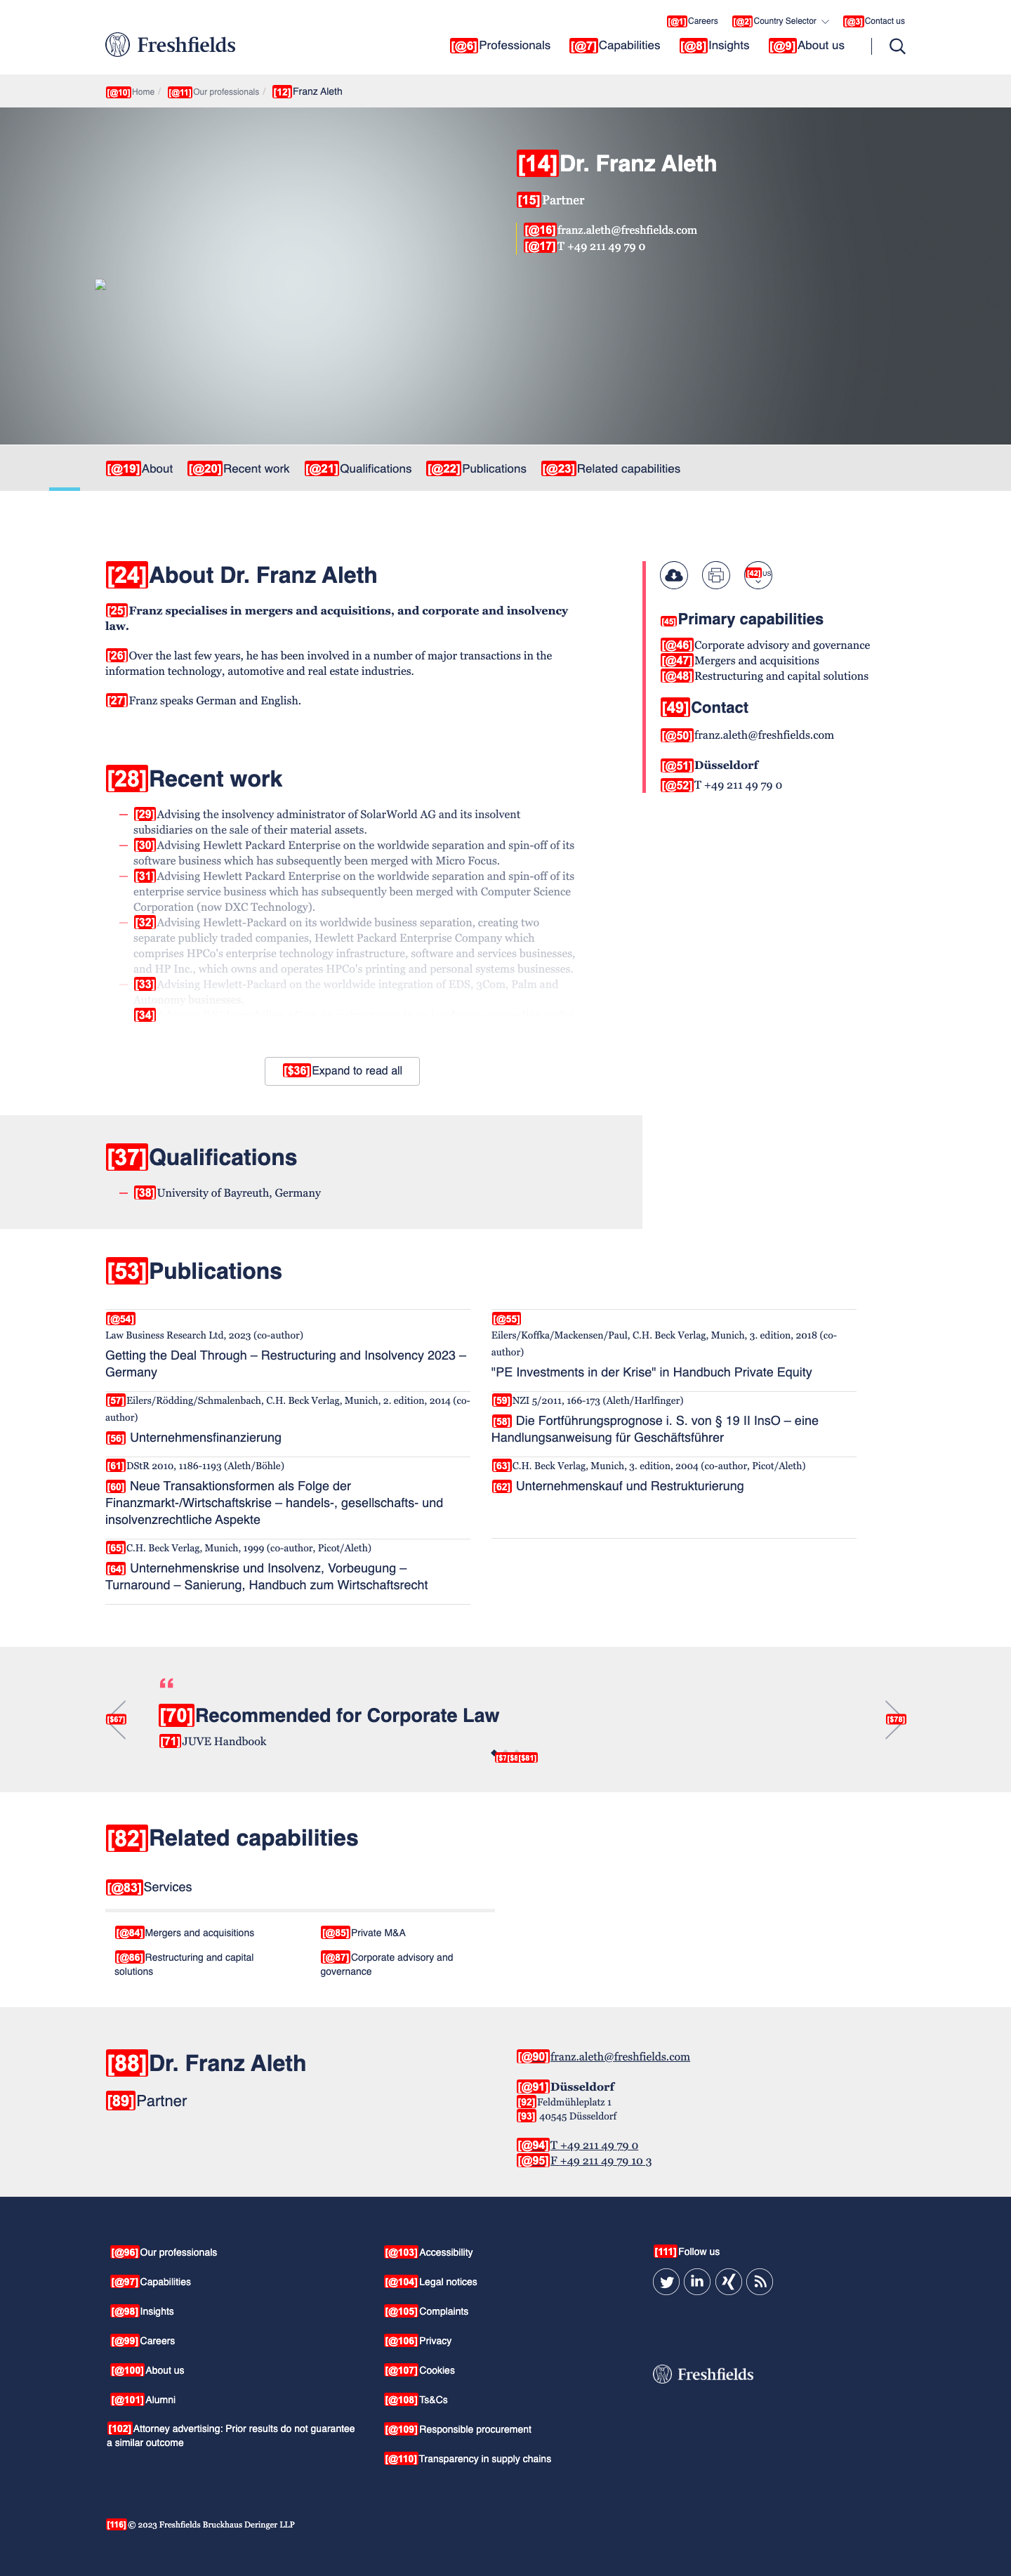 [@1]Careers [@2]Country Selector [@3]Contact us
Freshfields
[@6]Professionals [@7]Capabilities [@8]Insights [@9]About us
[@10]Home / [@11]Our professionals / [12]Franz Aleth
[14]Dr. Franz Aleth
[15]Partner
[@16]franz.aleth@freshfields.com
[@17]T +49 211 49 79 0
[@19]About [@20]Recent work [@21]Qualifications [@22]Publications [@23]Related capabilities
[24]About Dr. Franz Aleth
[25]Franz specialises in mergers and acquisitions, and corporate and insolvency
law.
[26]Over the last few years, he has been involved in a number of major transactions in the
information technology, automotive and real estate industries.
[27]Franz speaks German and English.
[42]US
[45]Primary capabilities
[@46]Corporate advisory and governance
[@47]Mergers and acquisitions
[@48]Restructuring and capital solutions
[49]Contact
[@50]franz.aleth@freshfields.com
[@51]Düsseldorf
[@52]T +49 211 49 79 0
[28]Recent work
[29]Advising the insolvency administrator of SolarWorld AG and its insolvent
subsidiaries on the sale of their material assets.
[30]Advising Hewlett Packard Enterprise on the worldwide separation and spin-off of its
software business which has subsequently been merged with Micro Focus.
[31]Advising Hewlett Packard Enterprise on the worldwide separation and spin-off of its
enterprise service business which has subsequently been merged with Computer Science
Corporation (now DXC Technology).
[32]Advising Hewlett-Packard on its worldwide business separation, creating two
separate publicly traded companies, Hewlett Packard Enterprise Company which
comprises HPCo's enterprise technology infrastructure, software and services businesses,
and HP Inc., which owns and operates HPCo's printing and personal systems businesses.
[33]Advising Hewlett-Packard on the worldwide integration of EDS, 3Com, Palm and
Autonomy businesses.
[34]
[$36]Expand to read all
[37]Qualifications
[38]University of Bayreuth, Germany
[53]Publications
[@54]
Law Business Research Ltd, 2023 (co-author)
Getting the Deal Through – Restructuring and Insolvency 2023 –
Germany
[@55]
Eilers/Koffka/Mackensen/Paul, C.H. Beck Verlag, Munich, 3. edition, 2018 (co-
author)
"PE Investments in der Krise" in Handbuch Private Equity
[57]Eilers/Rödding/Schmalenbach, C.H. Beck Verlag, Munich, 2. edition, 2014 (co-
author)
[56] Unternehmensfinanzierung
[59]NZI 5/2011, 166-173 (Aleth/Harlfinger)
[58] Die Fortführungsprognose i. S. von § 19 II InsO – eine
Handlungsanweisung für Geschäftsführer
[61]DStR 2010, 1186-1193 (Aleth/Böhle)
[60] Neue Transaktionsformen als Folge der
Finanzmarkt-/Wirtschaftskrise – handels-, gesellschafts- und
insolvenzrechtliche Aspekte
[63]C.H. Beck Verlag, Munich, 3. edition, 2004 (co-author, Picot/Aleth)
[62] Unternehmenskauf und Restrukturierung
[65]C.H. Beck Verlag, Munich, 1999 (co-author, Picot/Aleth)
[64] Unternehmenskrise und Insolvenz, Vorbeugung –
Turnaround – Sanierung, Handbuch zum Wirtschaftsrecht
[$67]
[70]Recommended for Corporate Law
[71]JUVE Handbook
[$78]
[$81]
[82]Related capabilities
[@83]Services
[@84]Mergers and acquisitions
[@85]Private M&A
[@86]Restructuring and capital
solutions
[@87]Corporate advisory and
governance
[88]Dr. Franz Aleth
[89]Partner
[@90]franz.aleth@freshfields.com
[@91]Düsseldorf
[92]Feldmühleplatz 1
[93] 40545 Düsseldorf
[@94]T +49 211 49 79 0
[@95]F +49 211 49 79 10 3
[@96]Our professionals
[@97]Capabilities
[@98]Insights
[@99]Careers
[@100]About us
[@101]Alumni
[102]Attorney advertising: Prior results do not guarantee
a similar outcome
[@103]Accessibility
[@104]Legal notices
[@105]Complaints
[@106]Privacy
[@107]Cookies
[@108]Ts&Cs
[@109]Responsible procurement
[@110]Transparency in supply chains
[111]Follow us
Freshfields
[116]© 2023 Freshfields Bruckhaus Deringer LLP